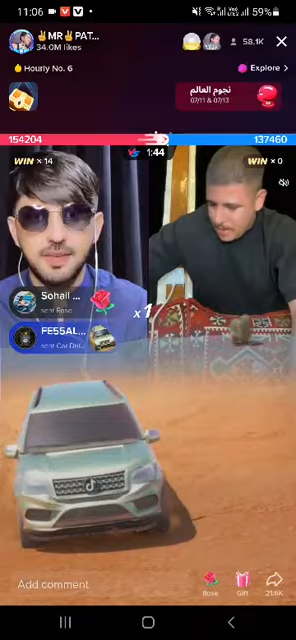 11:06
59%
✌MR✌PAT...
34.0M likes
58.1K
Hourly No. 6
Explore >
نجوم العالم
07/11 & 07/13
154204
137460
WIN × 14
1:44
WIN × 0
Sohail ...
sent Rose
x1
FE55AL...
sent Car Dri...
Add comment
Rose
Gift
21.6K